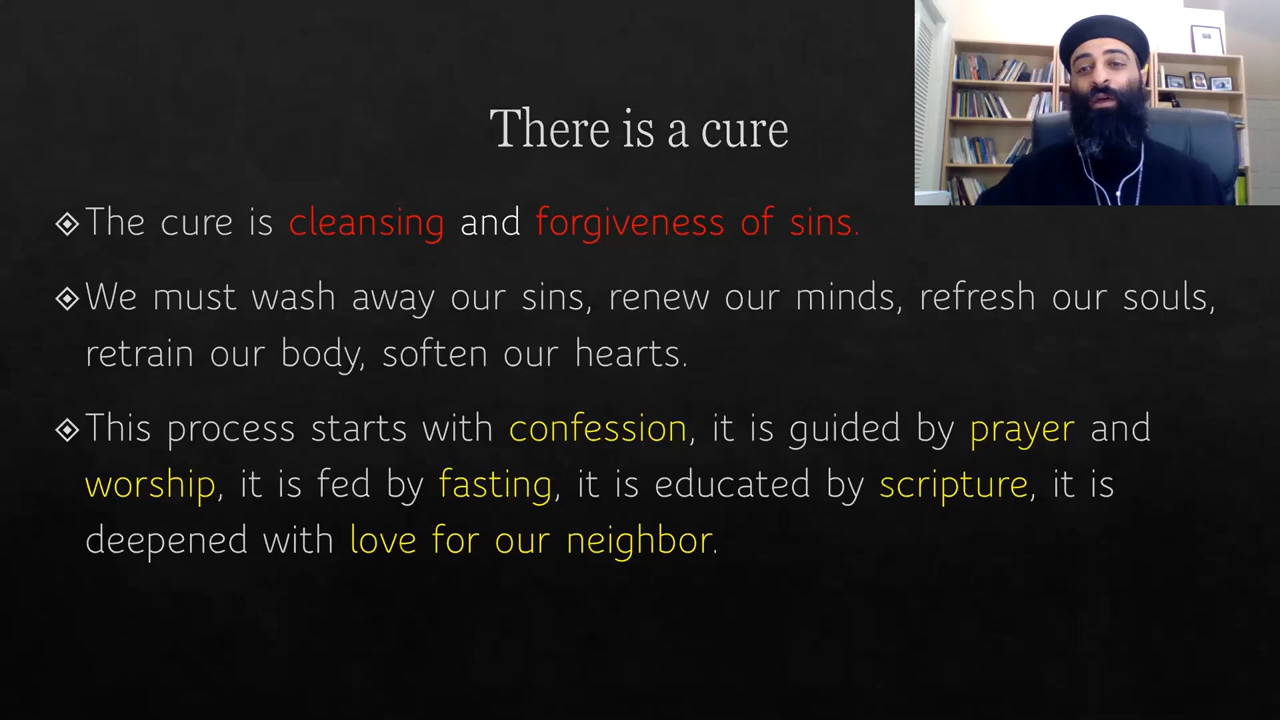 There is a cure
The cure is cleansing and forgiveness of sins.
We must wash away our sins, renew our minds, refresh our souls,
retrain our body, soften our hearts.
This process starts with confession, it is guided by prayer and
worship, it is fed by fasting, it is educated by scripture, it is
deepened with love for our neighbor.